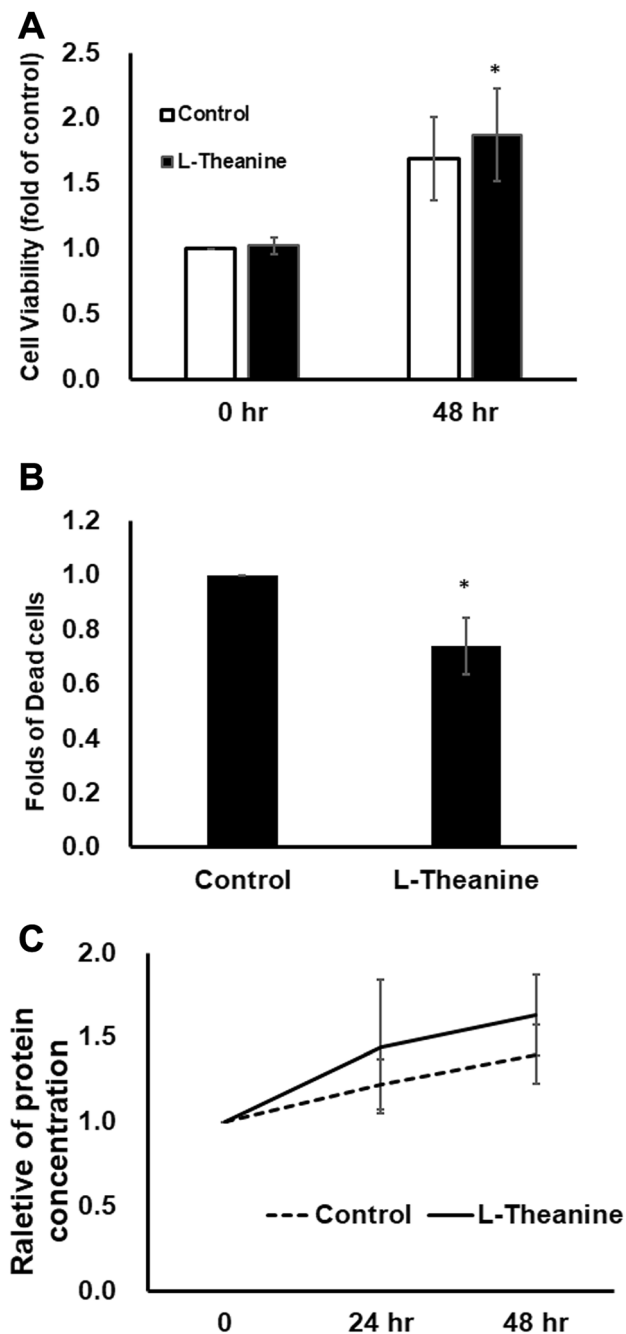 A
Cell Viability (fold of control)
2.5
2.0
1.5
1.0
0.5
0.0
Control
L-Theanine
*
0 hr
48 hr
B
Folds of Dead cells
1.2
1.0
0.8
0.6
0.4
0.2
0.0
*
Control
L-Theanine
C
Raletive of protein
concentration
2.0
1.5
1.0
0.5
0.0
Control
L-Theanine
0
24 hr
48 hr